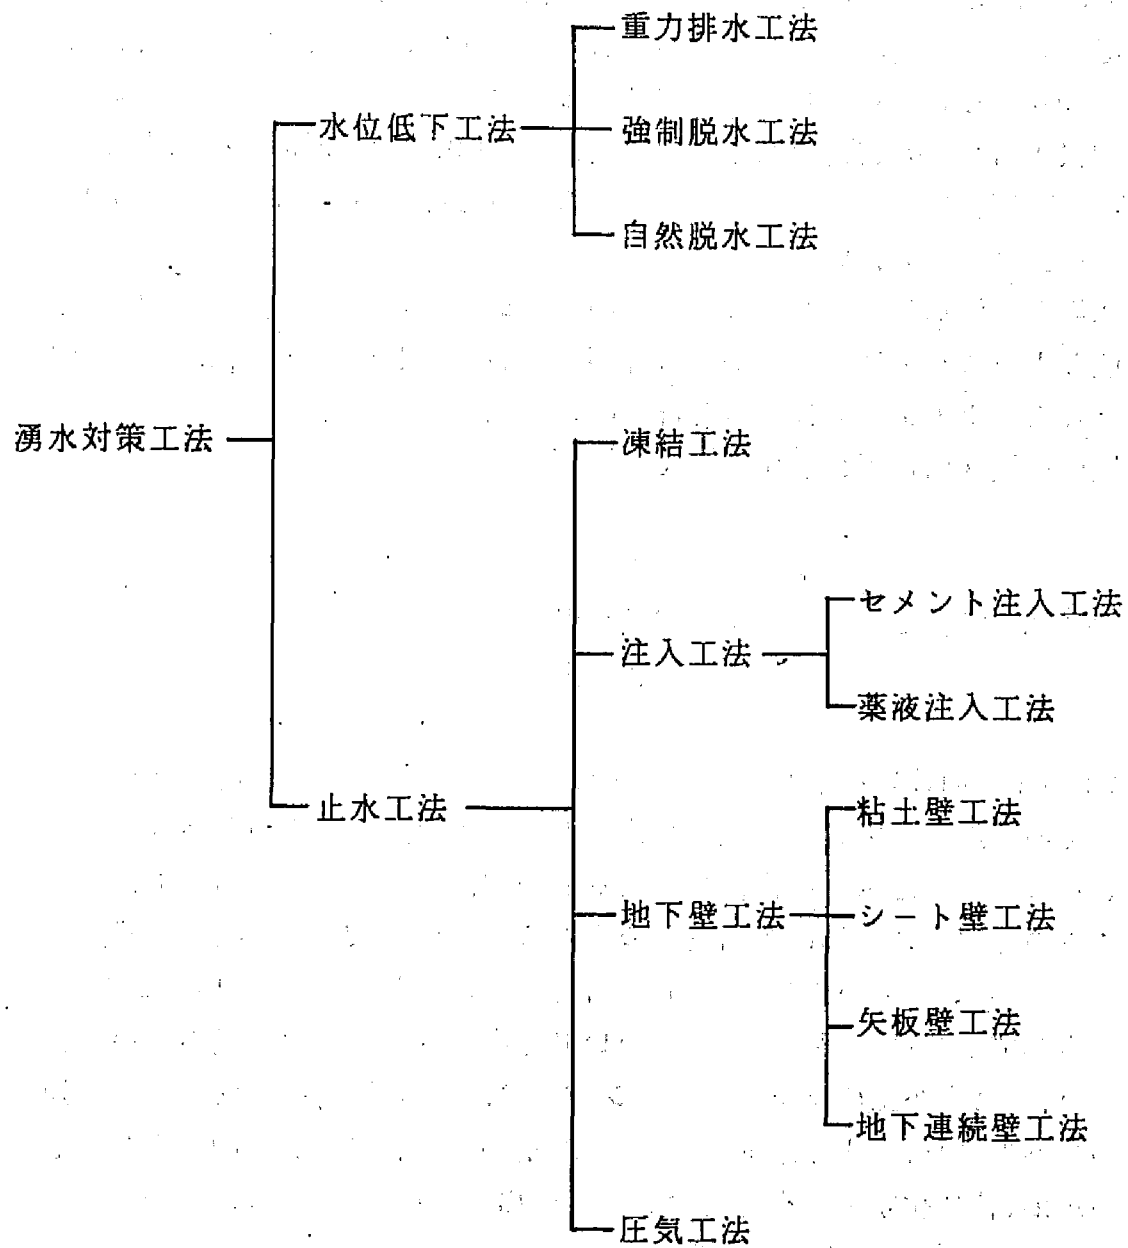 重力排水工法
水位低下工法
強制脱水工法
自然脱水工法
湧水対策工法
凍結工法
セメント注入工法
注入工法
薬液注入工法
止水工法
粘土壁工法
地下壁工法
シート壁工法
矢板壁工法
地下連続壁工法
圧気工法